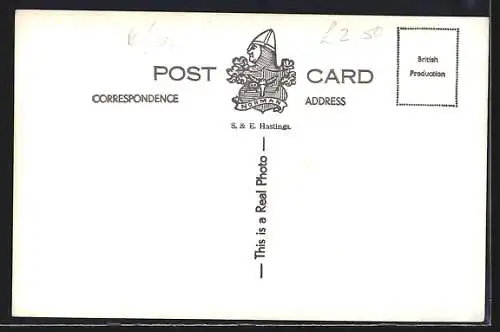 £2.50
POST CARD
British
Production
CORRESPONDENCE
ADDRESS
NORMAN
S. & E. Hastings.
— This is a Real Photo —